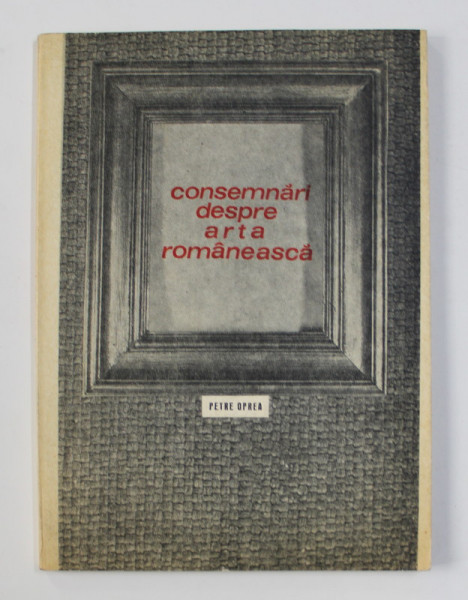 consemnări
despre
arta
românească
PETRE OPREA